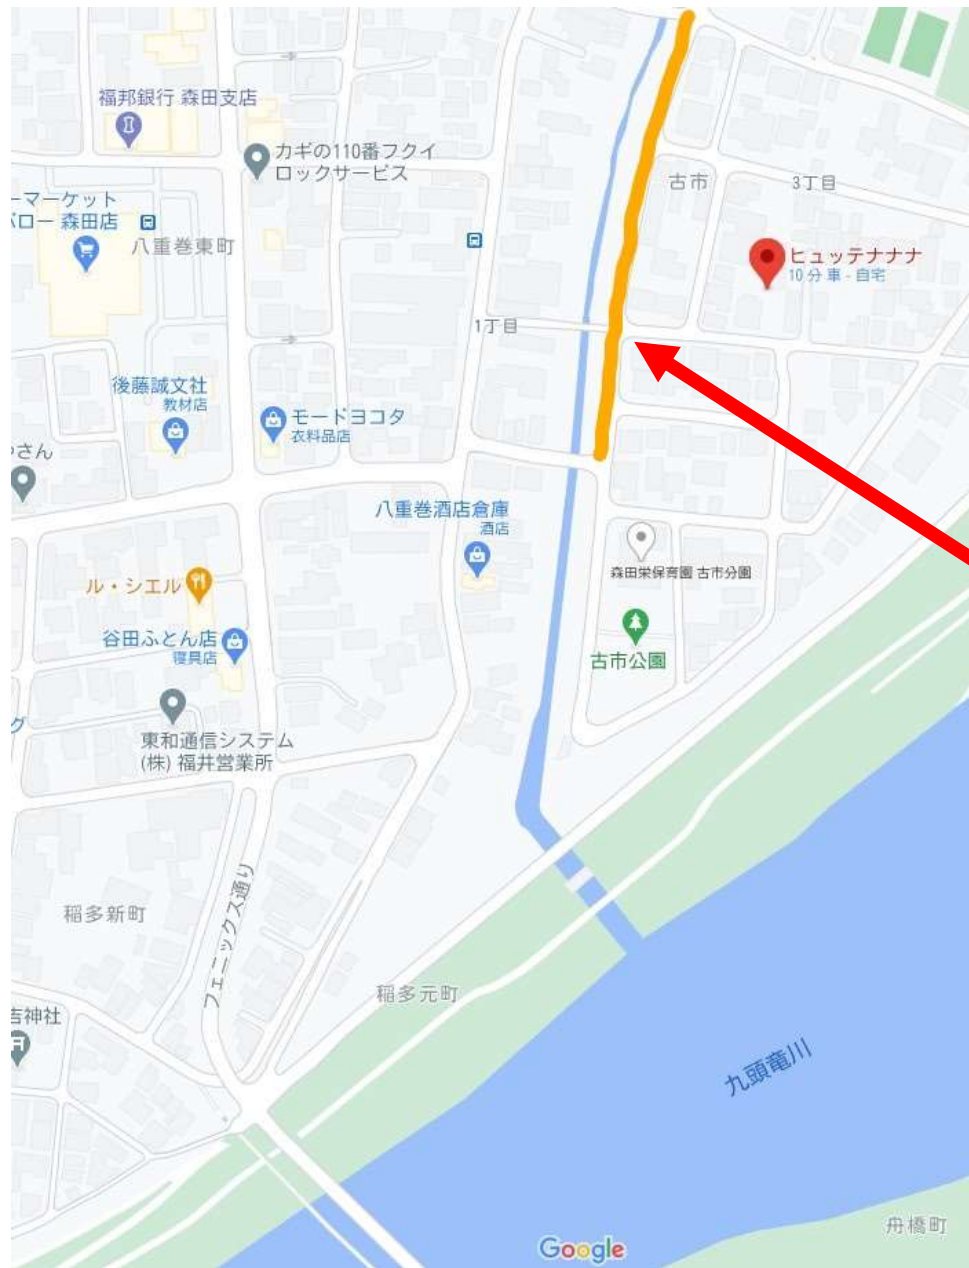 福邦銀行 森田支店
カギの110番フクイ
ロックサービス
古市
3丁目
ーマーケット
バロー 森田店
八重巻東町
ヒュッテナナナ
10 分 車 - 自宅
1丁目
後藤誠文社
教材店
モードヨコタ
衣料品店
さん
八重巻酒店倉庫
酒店
森田栄保育園 古市分園
ル・シエル
谷田ふとん店
寝具店
古市公園
グ
東和通信システム
(株) 福井営業所
フェニックス通り
稲多新町
稲多元町
吉神社
九頭竜川
舟橋町
Google